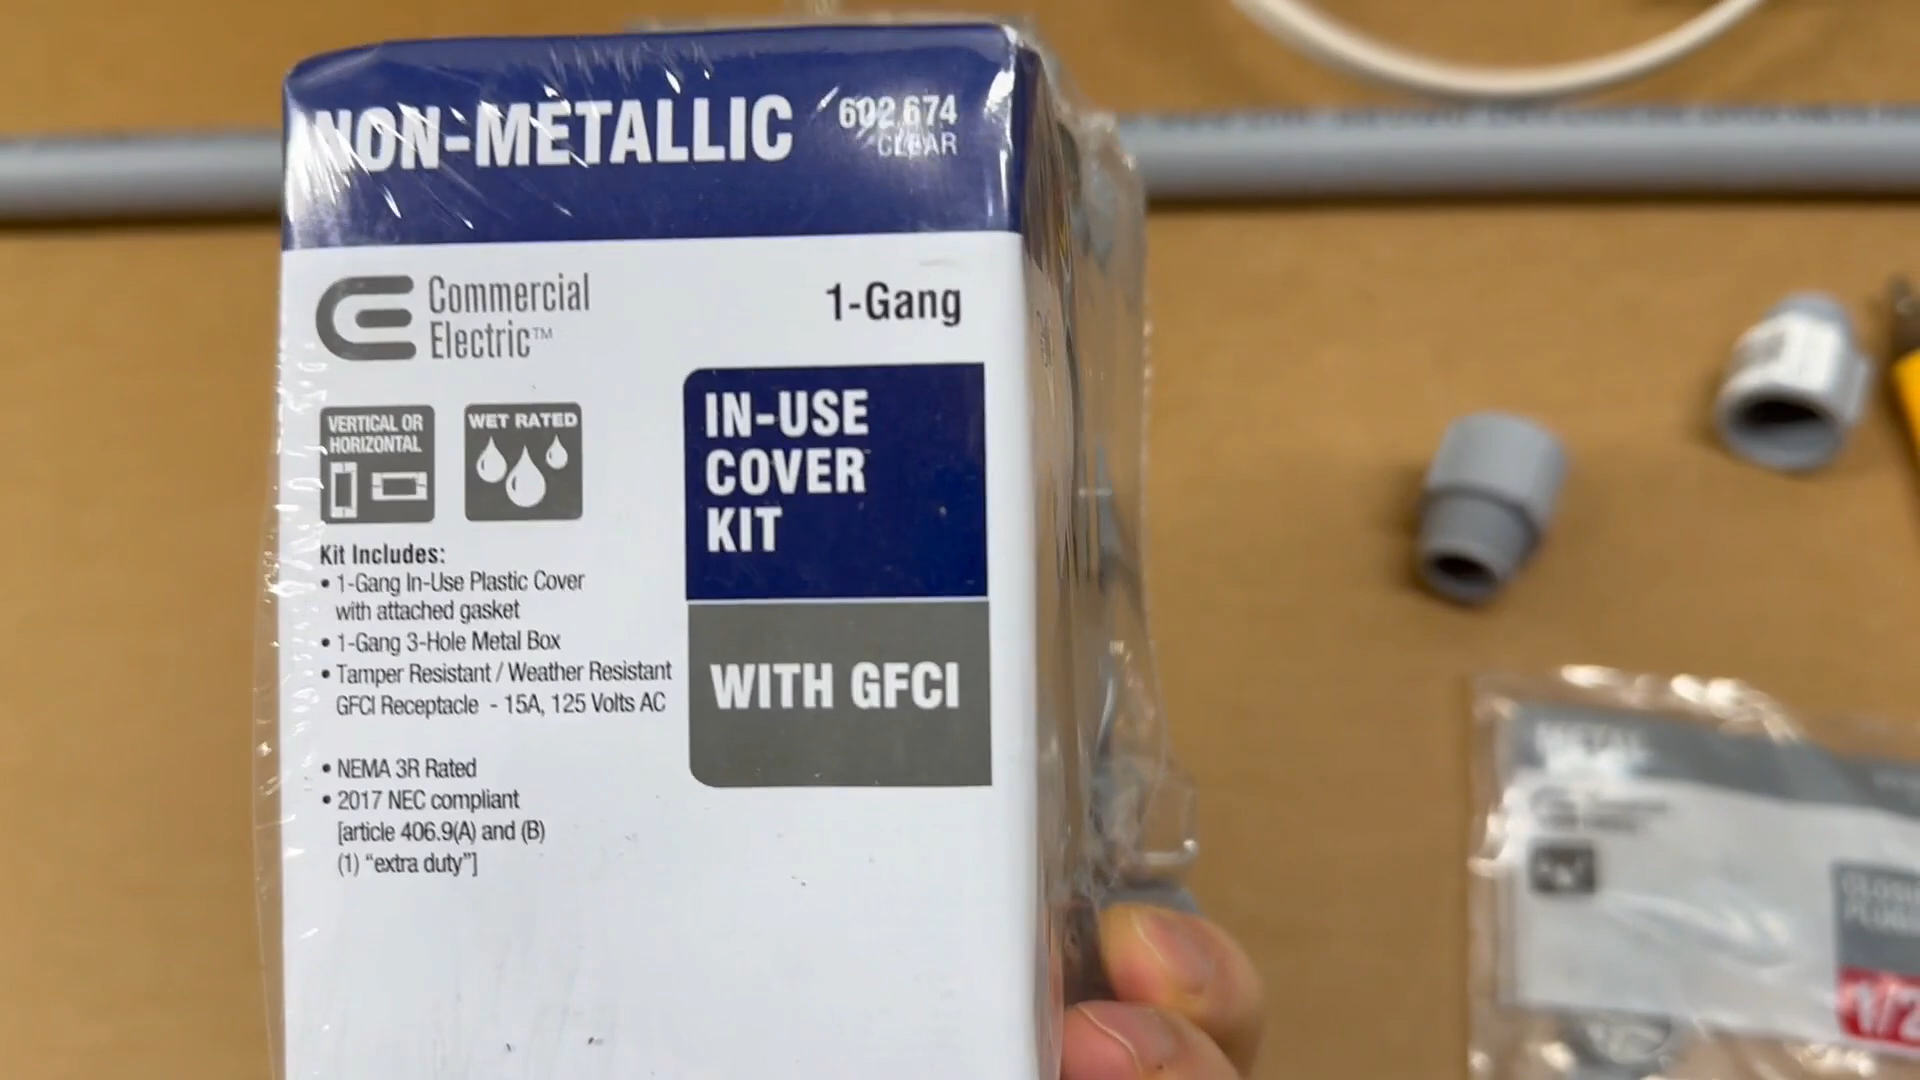 NON-METALLIC
602 674
CLEAR
Commercial
Electric™
1-Gang
VERTICAL OR
HORIZONTAL
WET RATED
IN-USE
COVER
KIT
WITH GFCI
Kit Includes:
• 1-Gang In-Use Plastic Cover
with attached gasket
• 1-Gang 3-Hole Metal Box
• Tamper Resistant / Weather Resistant
GFCI Receptacle - 15A, 125 Volts AC
• NEMA 3R Rated
• 2017 NEC compliant
[article 406.9(A) and (B)
(1) “extra duty”]
METAL
1/2